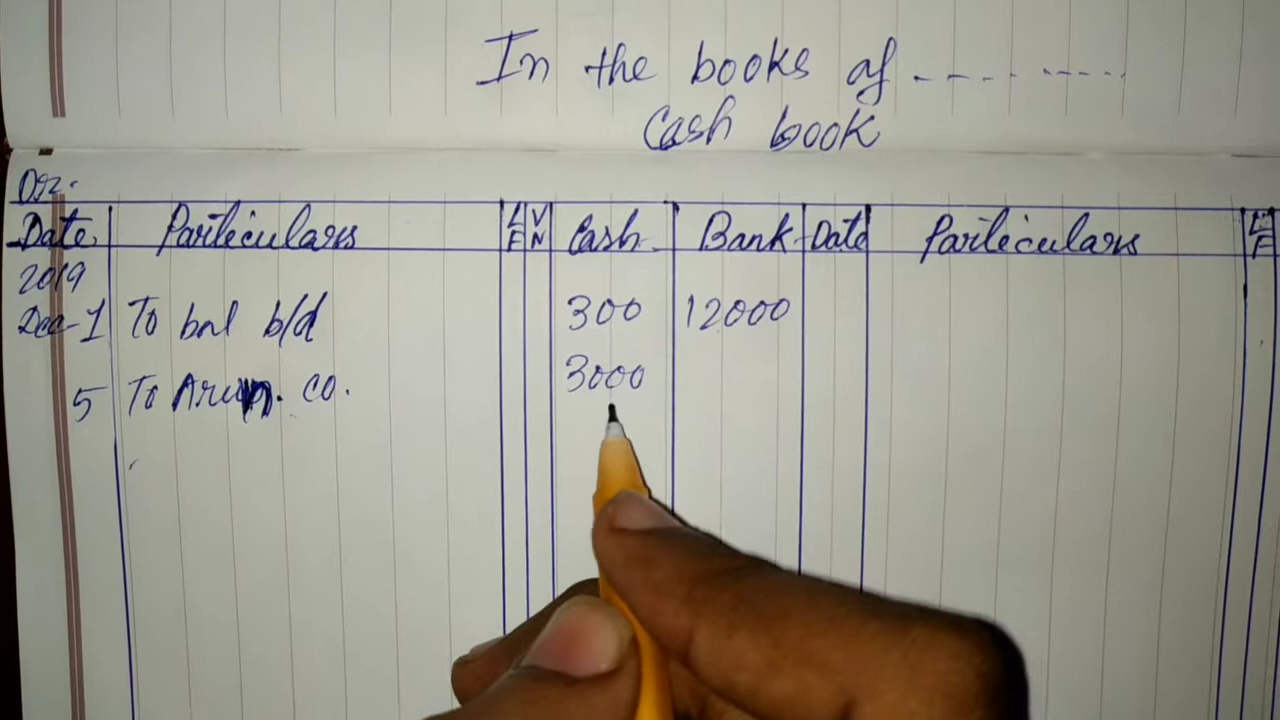 In the books of
Cash book
Dr.
Date Particulars L F V N Cash Bank Date Particulars L F
2019
Dec-1 To bal b/d 300 12000
5 To Arun. co. 3000